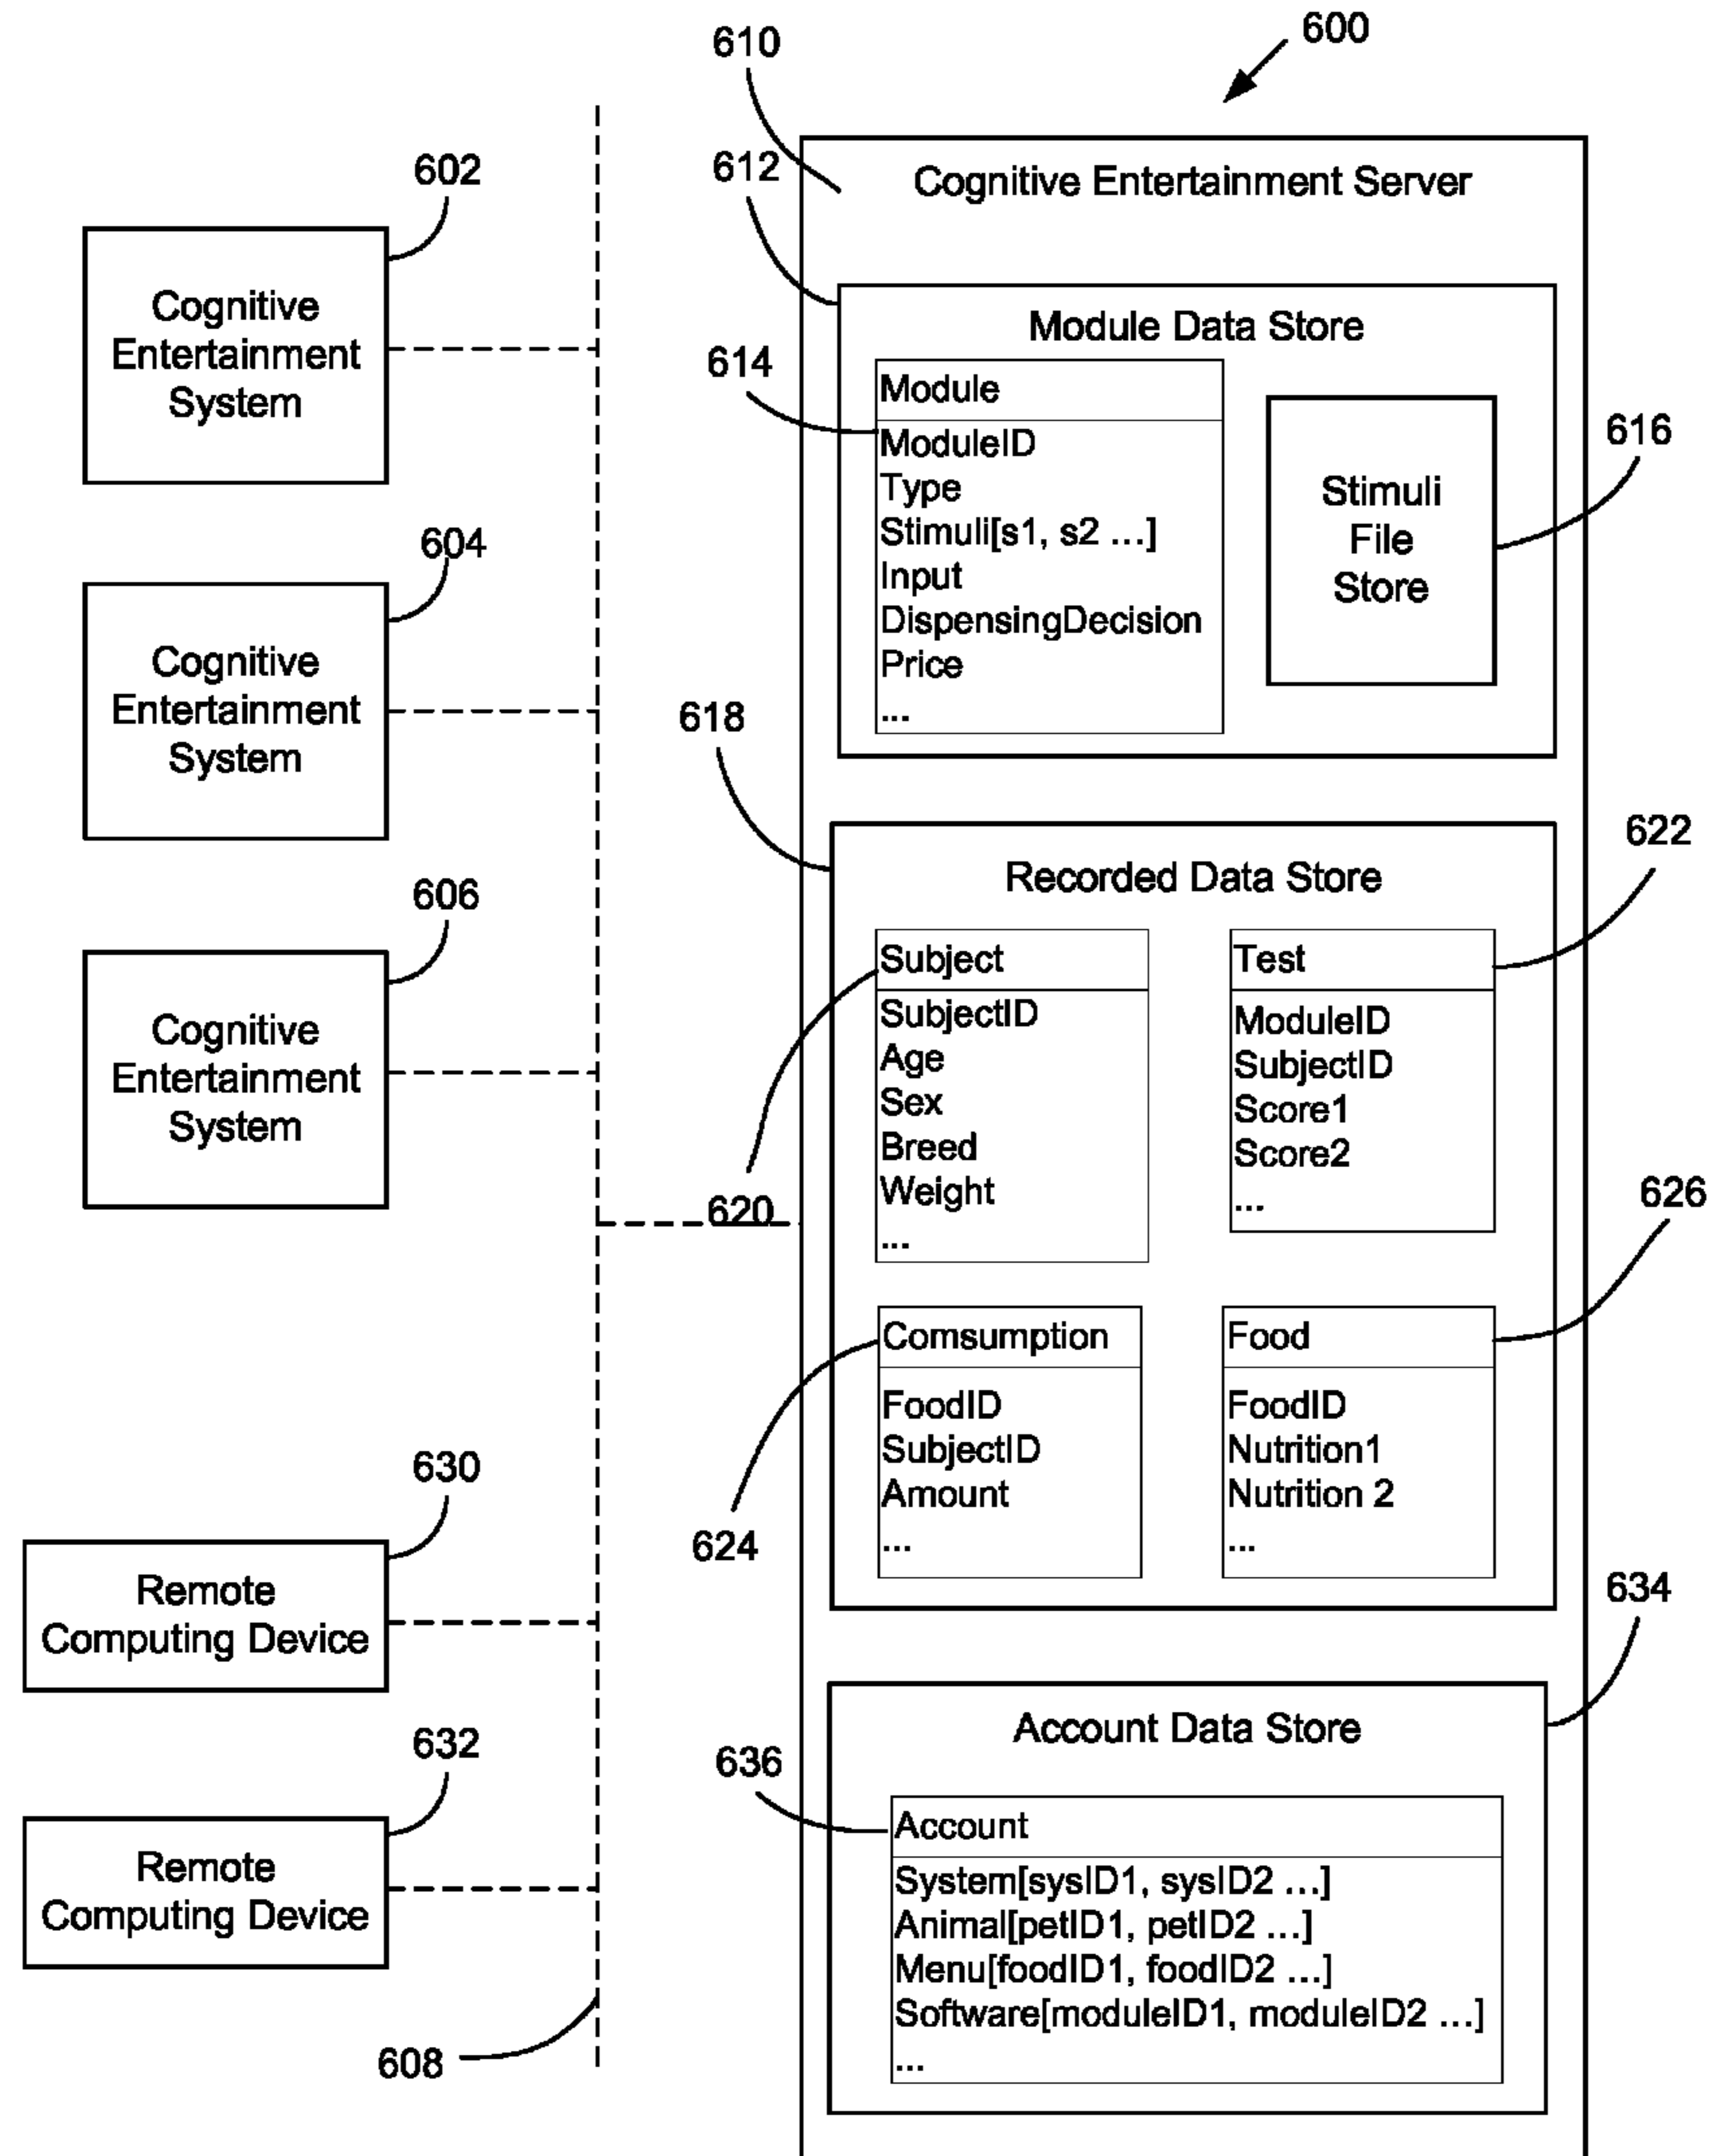 600
610
612
Cognitive Entertainment Server
602
Cognitive
Entertainment
System
Module Data Store
614
Module
ModuleID
Type
Stimuli[s1, s2 ...]
Input
DispensingDecision
Price
...
616
Stimuli
File
Store
604
Cognitive
Entertainment
System
618
Recorded Data Store
622
606
Cognitive
Entertainment
System
Subject
SubjectID
Age
Sex
Breed
Weight
...
620
Test
ModuleID
SubjectID
Score1
Score2
...
626
Comsumption
FoodID
SubjectID
Amount
...
624
Food
FoodID
Nutrition1
Nutrition 2
...
630
Remote
Computing Device
634
Account Data Store
632
Remote
Computing Device
636
Account
System[sysID1, sysID2 ...]
Animal[petID1, petID2 ...]
Menu[foodID1, foodID2 ...]
Software[moduleID1, moduleID2 ...]
...
608